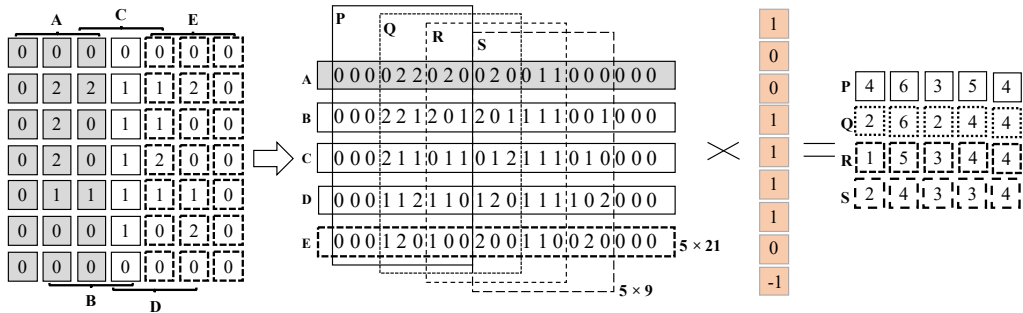 A C E
0 0 0 0 0 0 0
0 2 2 1 1 2 0
0 2 0 1 1 0 0
0 2 0 1 2 0 0
0 1 1 1 1 1 0
0 0 0 1 0 2 0
0 0 0 0 0 0 0
B D
P
Q
R
S
A 0 0 0 0 2 2 0 2 0 0 2 0 0 1 1 0 0 0 0 0 0
B 0 0 0 2 2 1 2 0 1 2 0 1 1 1 1 0 0 1 0 0 0
C 0 0 0 2 1 1 0 1 1 0 1 2 1 1 1 0 1 0 0 0 0
D 0 0 0 1 1 2 1 1 0 1 2 0 1 1 1 1 0 2 0 0 0
E 0 0 0 1 2 0 1 0 0 2 0 0 1 1 0 0 2 0 0 0 0
5 × 21
5 × 9
1
0
0
1
1
1
1
0
-1
P 4 6 3 5 4
Q 2 6 2 4 4
R 1 5 3 4 4
S 2 4 3 3 4